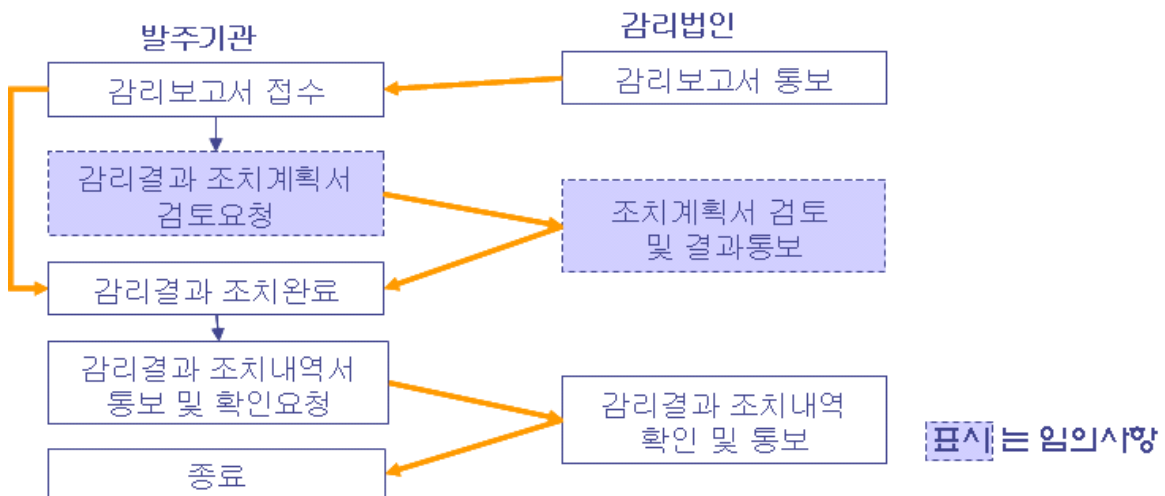 발주기관
감리법인
감리보고서 접수
감리보고서 통보
감리결과 조치계획서
검토요청
조치계획서 검토
및 결과통보
감리결과 조치완료
감리결과 조치내역서
통보 및 확인요청
감리결과 조치내역
확인 및 통보
표시는 임의사항
종료